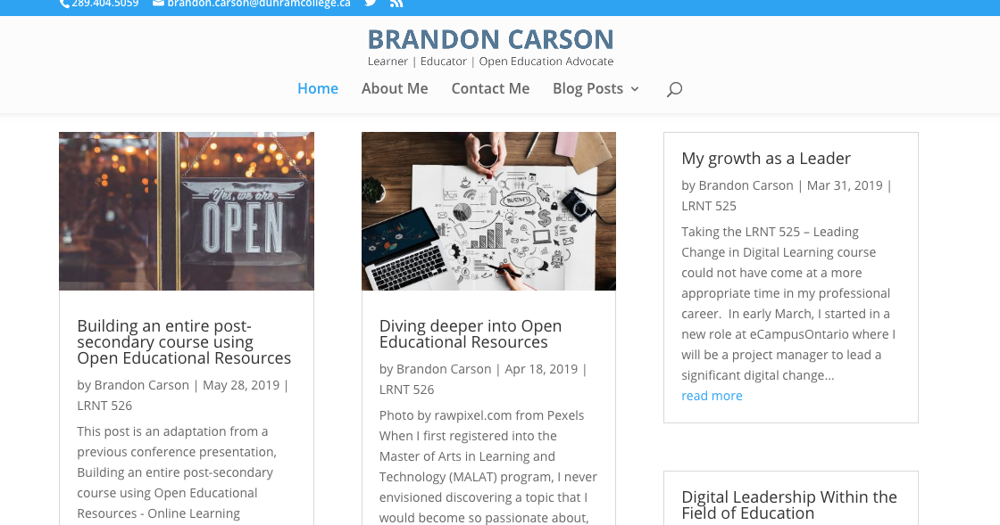 289.404.5059 brandon.carson@durhamcollege.ca
BRANDON CARSON
Learner | Educator | Open Education Advocate
Home About Me Contact Me Blog Posts
Yes, we are
OPEN
Building an entire post-
secondary course using
Open Educational Resources
by Brandon Carson | May 28, 2019 |
LRNT 526
This post is an adaptation from a
previous conference presentation,
Building an entire post-secondary
course using Open Educational
Resources - Online Learning
BUSINESS
Diving deeper into Open
Educational Resources
by Brandon Carson | Apr 18, 2019 |
LRNT 526
Photo by rawpixel.com from Pexels
When I first registered into the
Master of Arts in Learning and
Technology (MALAT) program, I never
envisioned discovering a topic that I
would become so passionate about,
My growth as a Leader
by Brandon Carson | Mar 31, 2019 |
LRNT 525
Taking the LRNT 525 – Leading
Change in Digital Learning course
could not have come at a more
appropriate time in my professional
career.  In early March, I started in a
new role at eCampusOntario where I
will be a project manager to lead a
significant digital change...
read more
Digital Leadership Within the
Field of Education